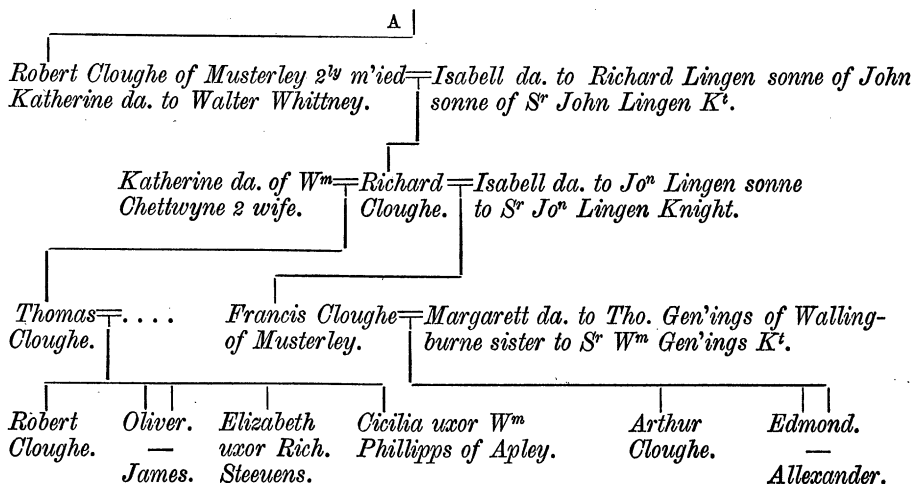 A
Robert Cloughe of Musterley 2ly m'ied=Isabell da. to Richard Lingen sonne of John
Katherine da. to Walter Whittney. sonne of Sr John Lingen Kt.
Katherine da. of Wm=Richard=Isabell da. to Jon Lingen sonne
Chettwyne 2 wife. Cloughe. to Sr Jon Lingen Knight.
Thomas=.... Francis Cloughe=Margarett da. to Tho. Gen'ings of Walling-
Cloughe. of Musterley. burne sister to Sr Wm Gen'ings Kt.
Robert Oliver. Elizabeth Cicilia uxor Wm Arthur Edmond.
Cloughe. — uxor Rich. Phillipps of Apley. Cloughe. —
James. Steeuens. Allexander.